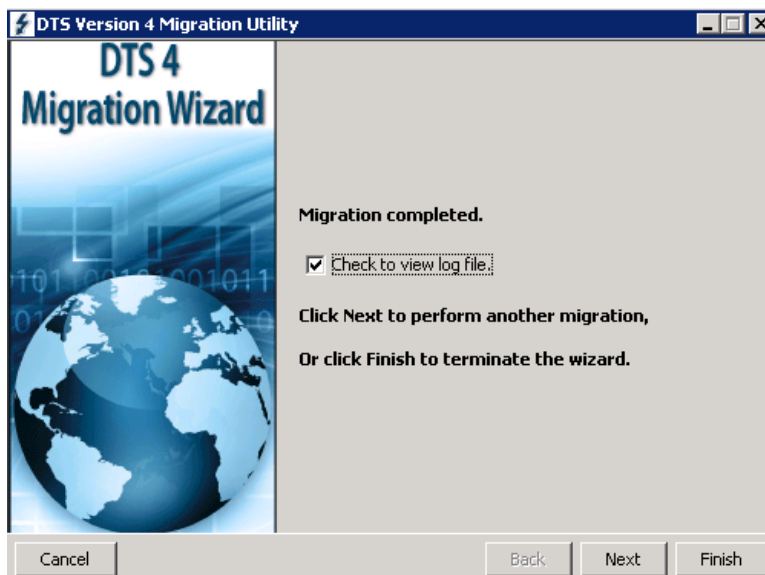 DTS Version 4 Migration Utility
DTS 4
Migration Wizard
Migration completed.
Check to view log file.
Click Next to perform another migration,
Or click Finish to terminate the wizard.
Cancel
Back
Next
Finish